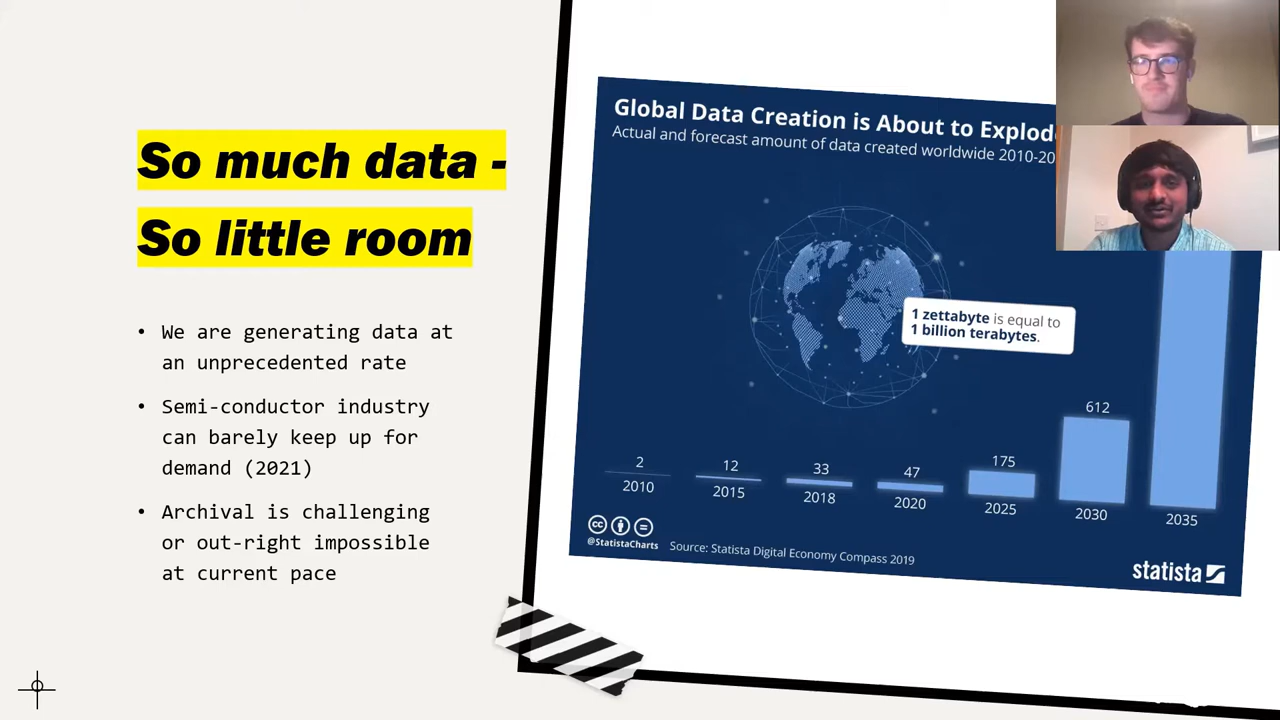 So much data -
So little room
• We are generating data at
an unprecedented rate
• Semi-conductor industry
can barely keep up for
demand (2021)
• Archival is challenging
or out-right impossible
at current pace
Global Data Creation is About to Explod
Actual and forecast amount of data created worldwide 2010-20
1 zettabyte is equal to
1 billion terabytes.
2 12 33 47 175 612
2010 2015 2018 2020 2025 2030 2035
@StatistaCharts Source: Statista Digital Economy Compass 2019
statista